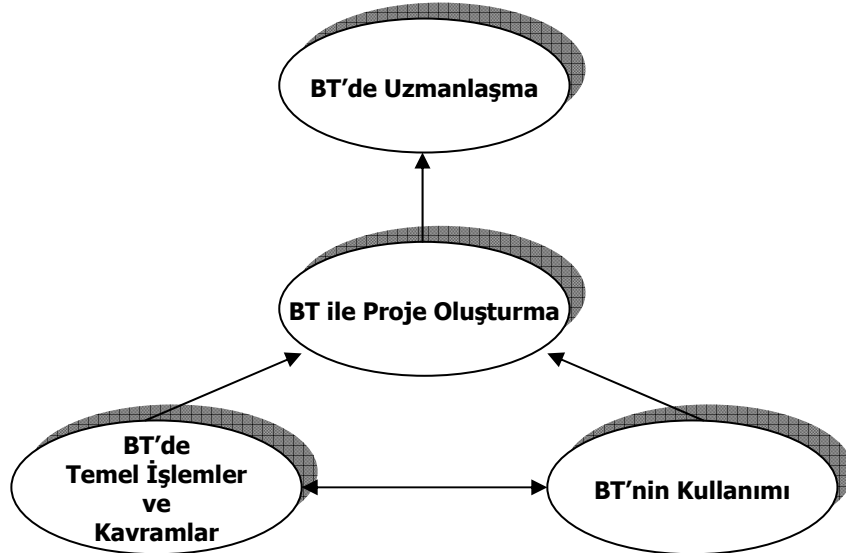 BT’de Uzmanlaşma
BT ile Proje Oluşturma
BT’de
Temel İşlemler
ve
Kavramlar
BT’nin Kullanımı